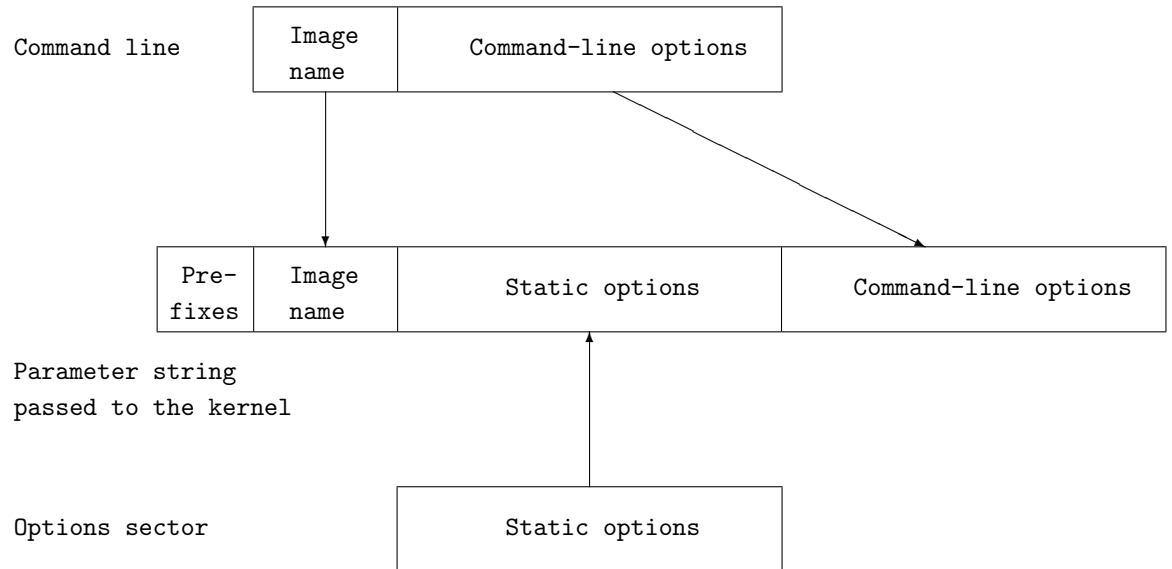 Command line
Image
name
Command-line options
Pre-
fixes
Image
name
Static options
Command-line options
Parameter string
passed to the kernel
Options sector
Static options